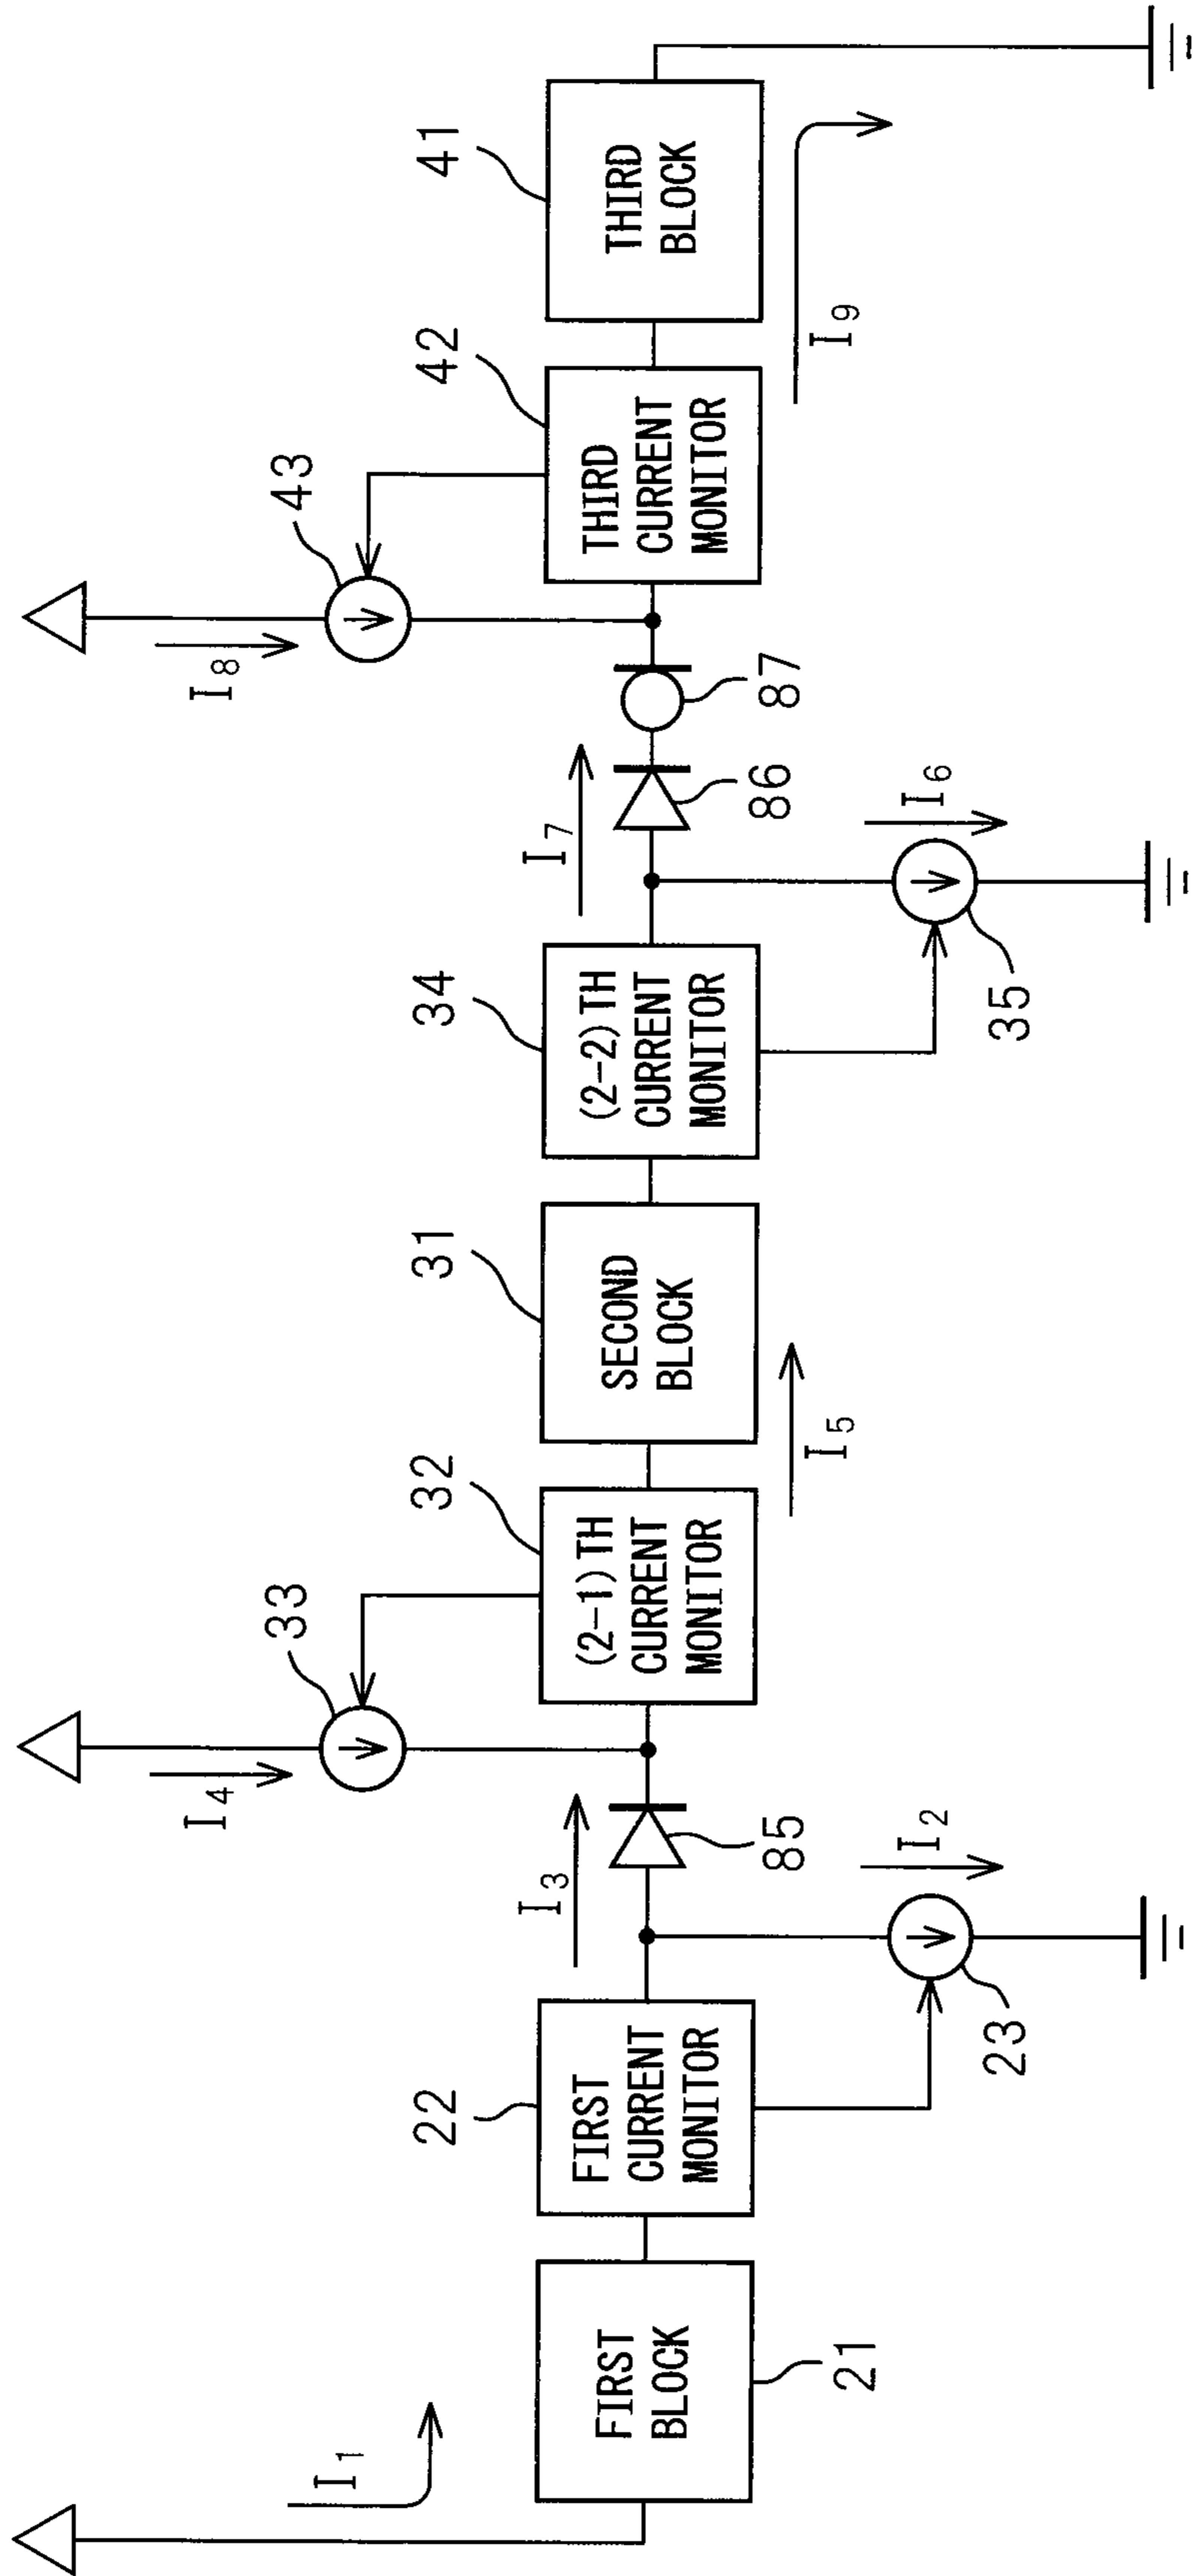 I1
FIRST
BLOCK
21
22
FIRST
CURRENT
MONITOR
23
I2
I3
85
I4
33
32
(2-1)TH
CURRENT
MONITOR
I5
31
SECOND
BLOCK
34
(2-2)TH
CURRENT
MONITOR
35
I6
I7
86
87
I8
43
42
THIRD
CURRENT
MONITOR
I9
41
THIRD
BLOCK